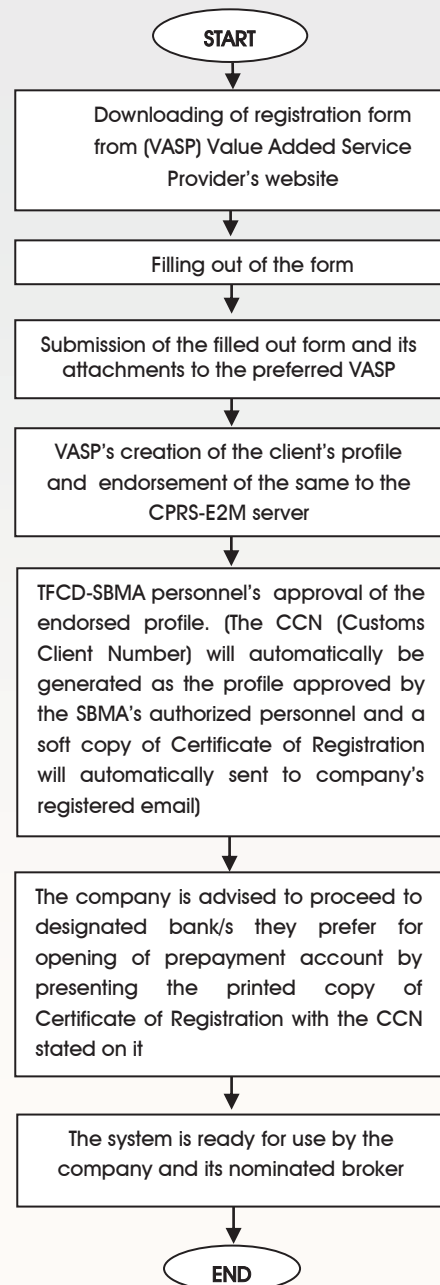 START
Downloading of registration form
from (VASP) Value Added Service
Provider's website
Filling out of the form
Submission of the filled out form and its
attachments to the preferred VASP
VASP's creation of the client's profile
and endorsement of the same to the
CPRS-E2M server
TFCD-SBMA personnel's approval of the
endorsed profile. (The CCN (Customs
Client Number) will automatically be
generated as the profile approved by
the SBMA's authorized personnel and a
soft copy of Certificate of Registration
will automatically sent to company's
registered email)
The company is advised to proceed to
designated bank/s they prefer for
opening of prepayment account by
presenting the printed copy of
Certificate of Registration with the CCN
stated on it
The system is ready for use by the
company and its nominated broker
END